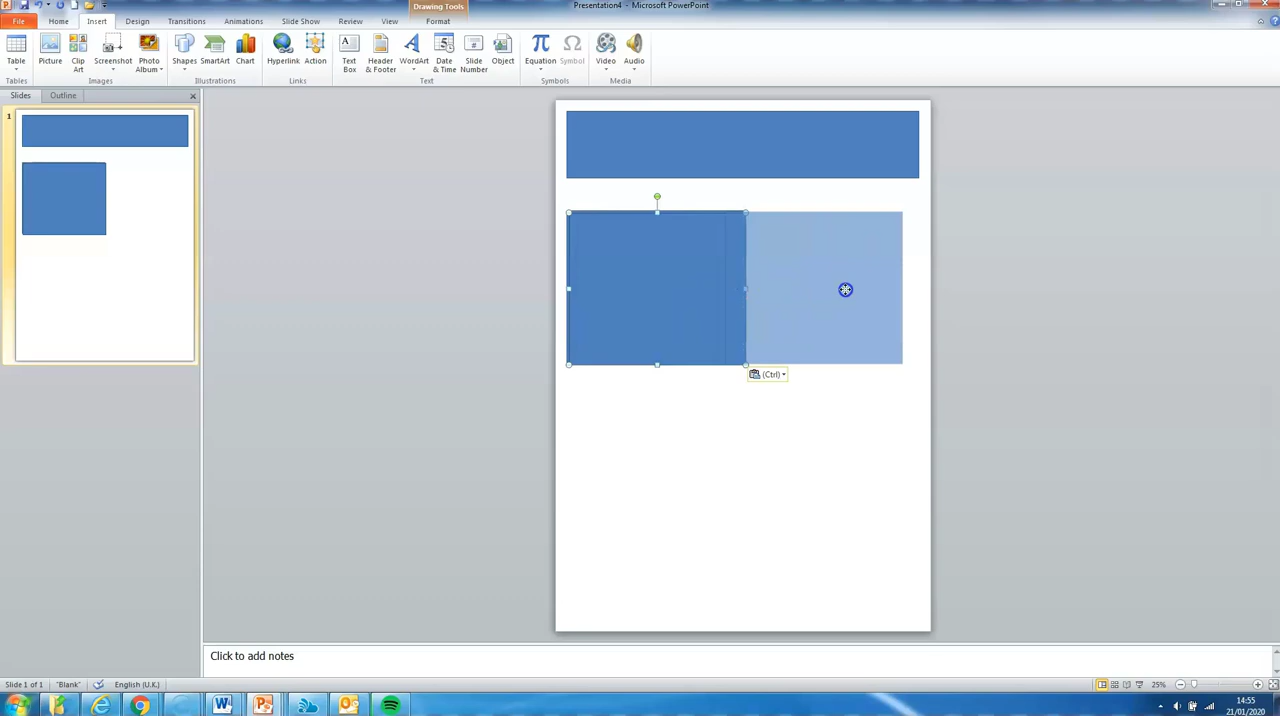 Drawing Tools
Presentation4 - Microsoft PowerPoint
File Home Insert Design Transitions Animations Slide Show Review View Format
Table Picture Clip Art Screenshot Photo Album Shapes SmartArt Chart Hyperlink Action Text Box Header & Footer WordArt Date & Time Slide Number Object Equation Symbol Video Audio
Tables Images Illustrations Links Text Symbols Media
Slides Outline
1
(Ctrl)
Click to add notes
Slide 1 of 1 "Blank" English (U.K.) 25%
14:55
21/01/2020